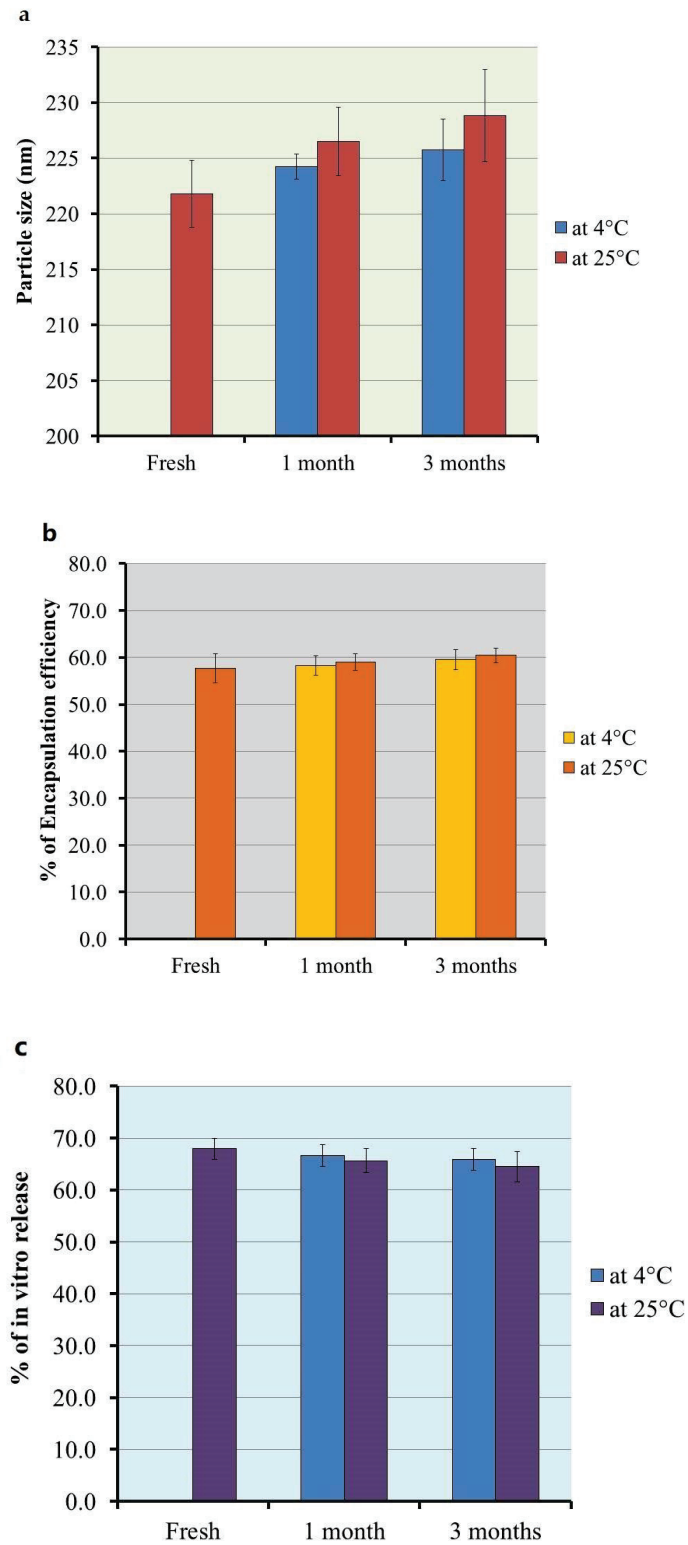 a
Particle size (nm)
235
230
225
220
215
210
205
200
Fresh 1 month 3 months
at 4°C
at 25°C
b
% of Encapsulation efficiency
80.0
70.0
60.0
50.0
40.0
30.0
20.0
10.0
0.0
Fresh 1 month 3 months
at 4°C
at 25°C
c
% of in vitro release
80.0
70.0
60.0
50.0
40.0
30.0
20.0
10.0
0.0
Fresh 1 month 3 months
at 4°C
at 25°C